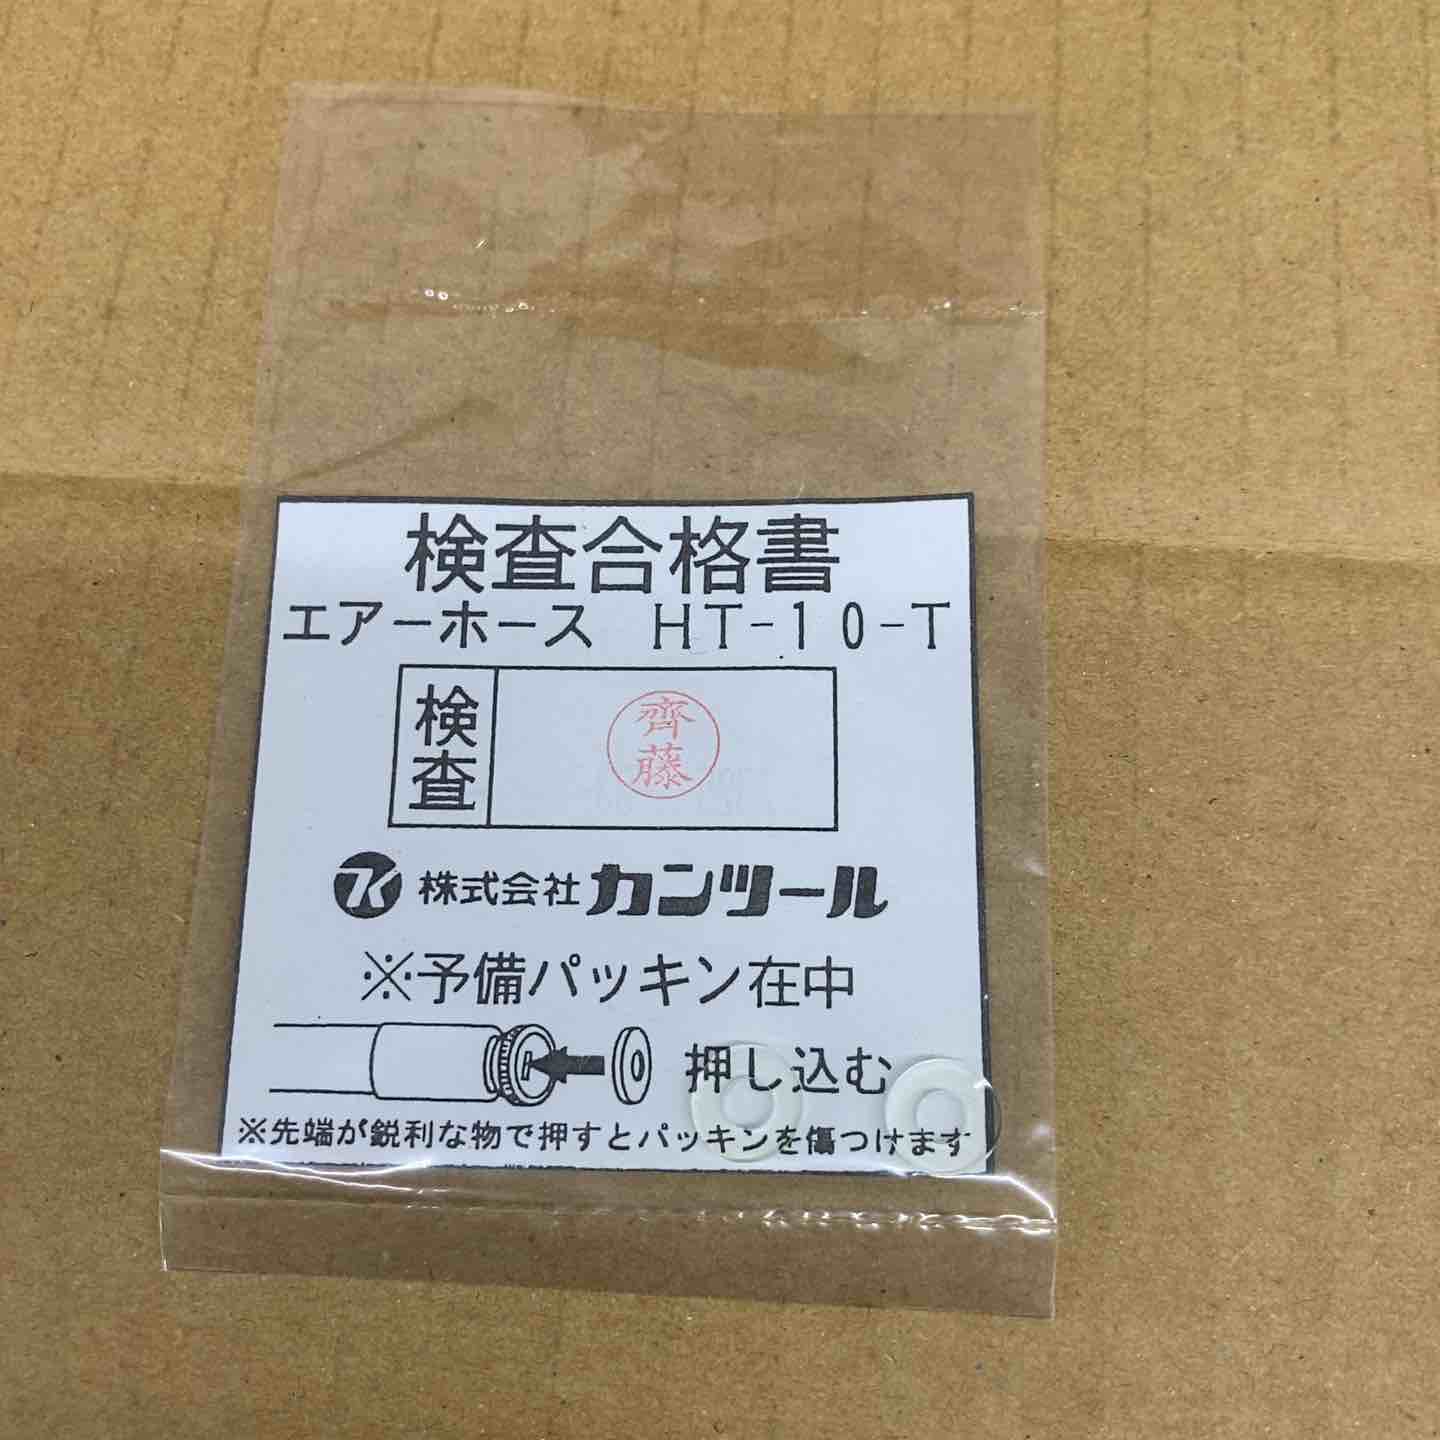 検査合格書
エアーホース HT-10-T
検査
齊藤
株式会社カンツール
※予備パッキン在中
押し込む
※先端が鋭利な物で押すとパッキンを傷つけます